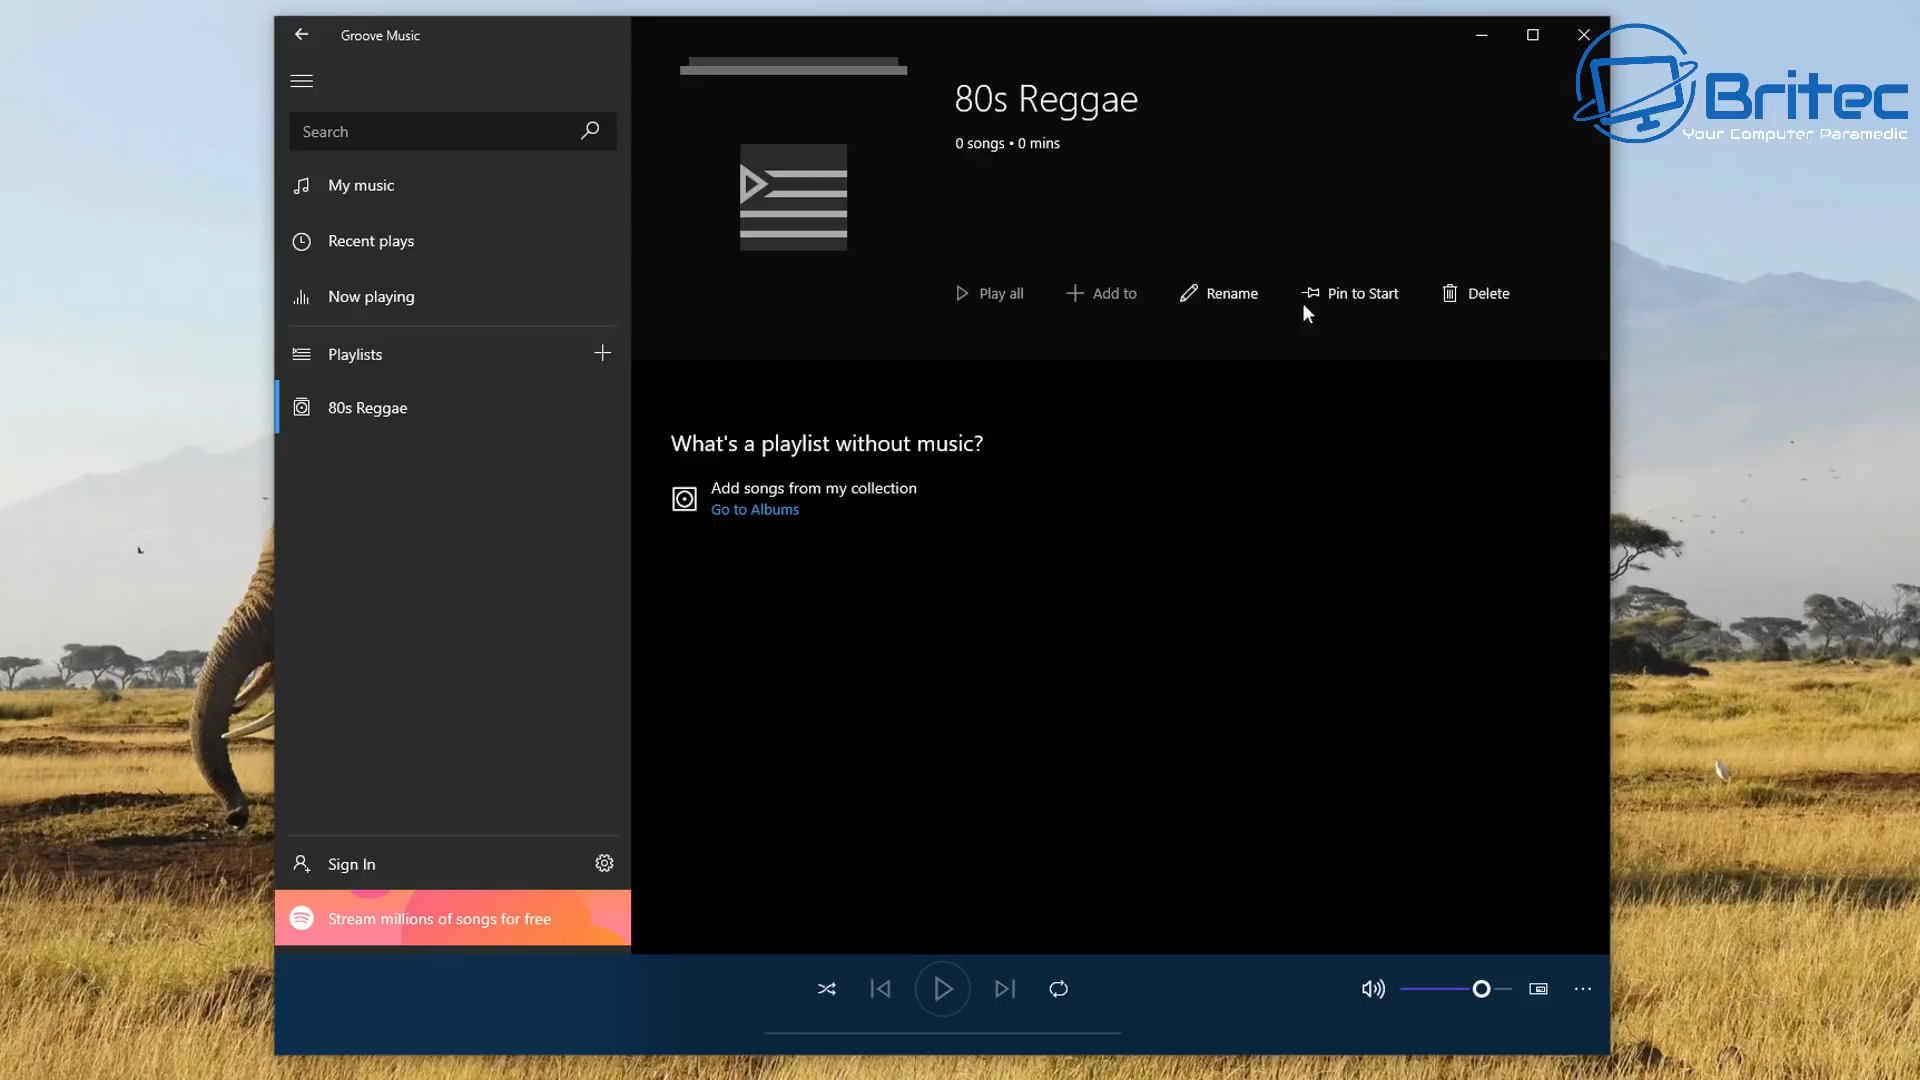 Groove Music
Search
My music
Recent plays
Now playing
Playlists
80s Reggae
Sign In
Stream millions of songs for free
80s Reggae
0 songs • 0 mins
Play all
Add to
Rename
Pin to Start
Delete
What's a playlist without music?
Add songs from my collection
Go to Albums
Britec
Your Computer Paramedic